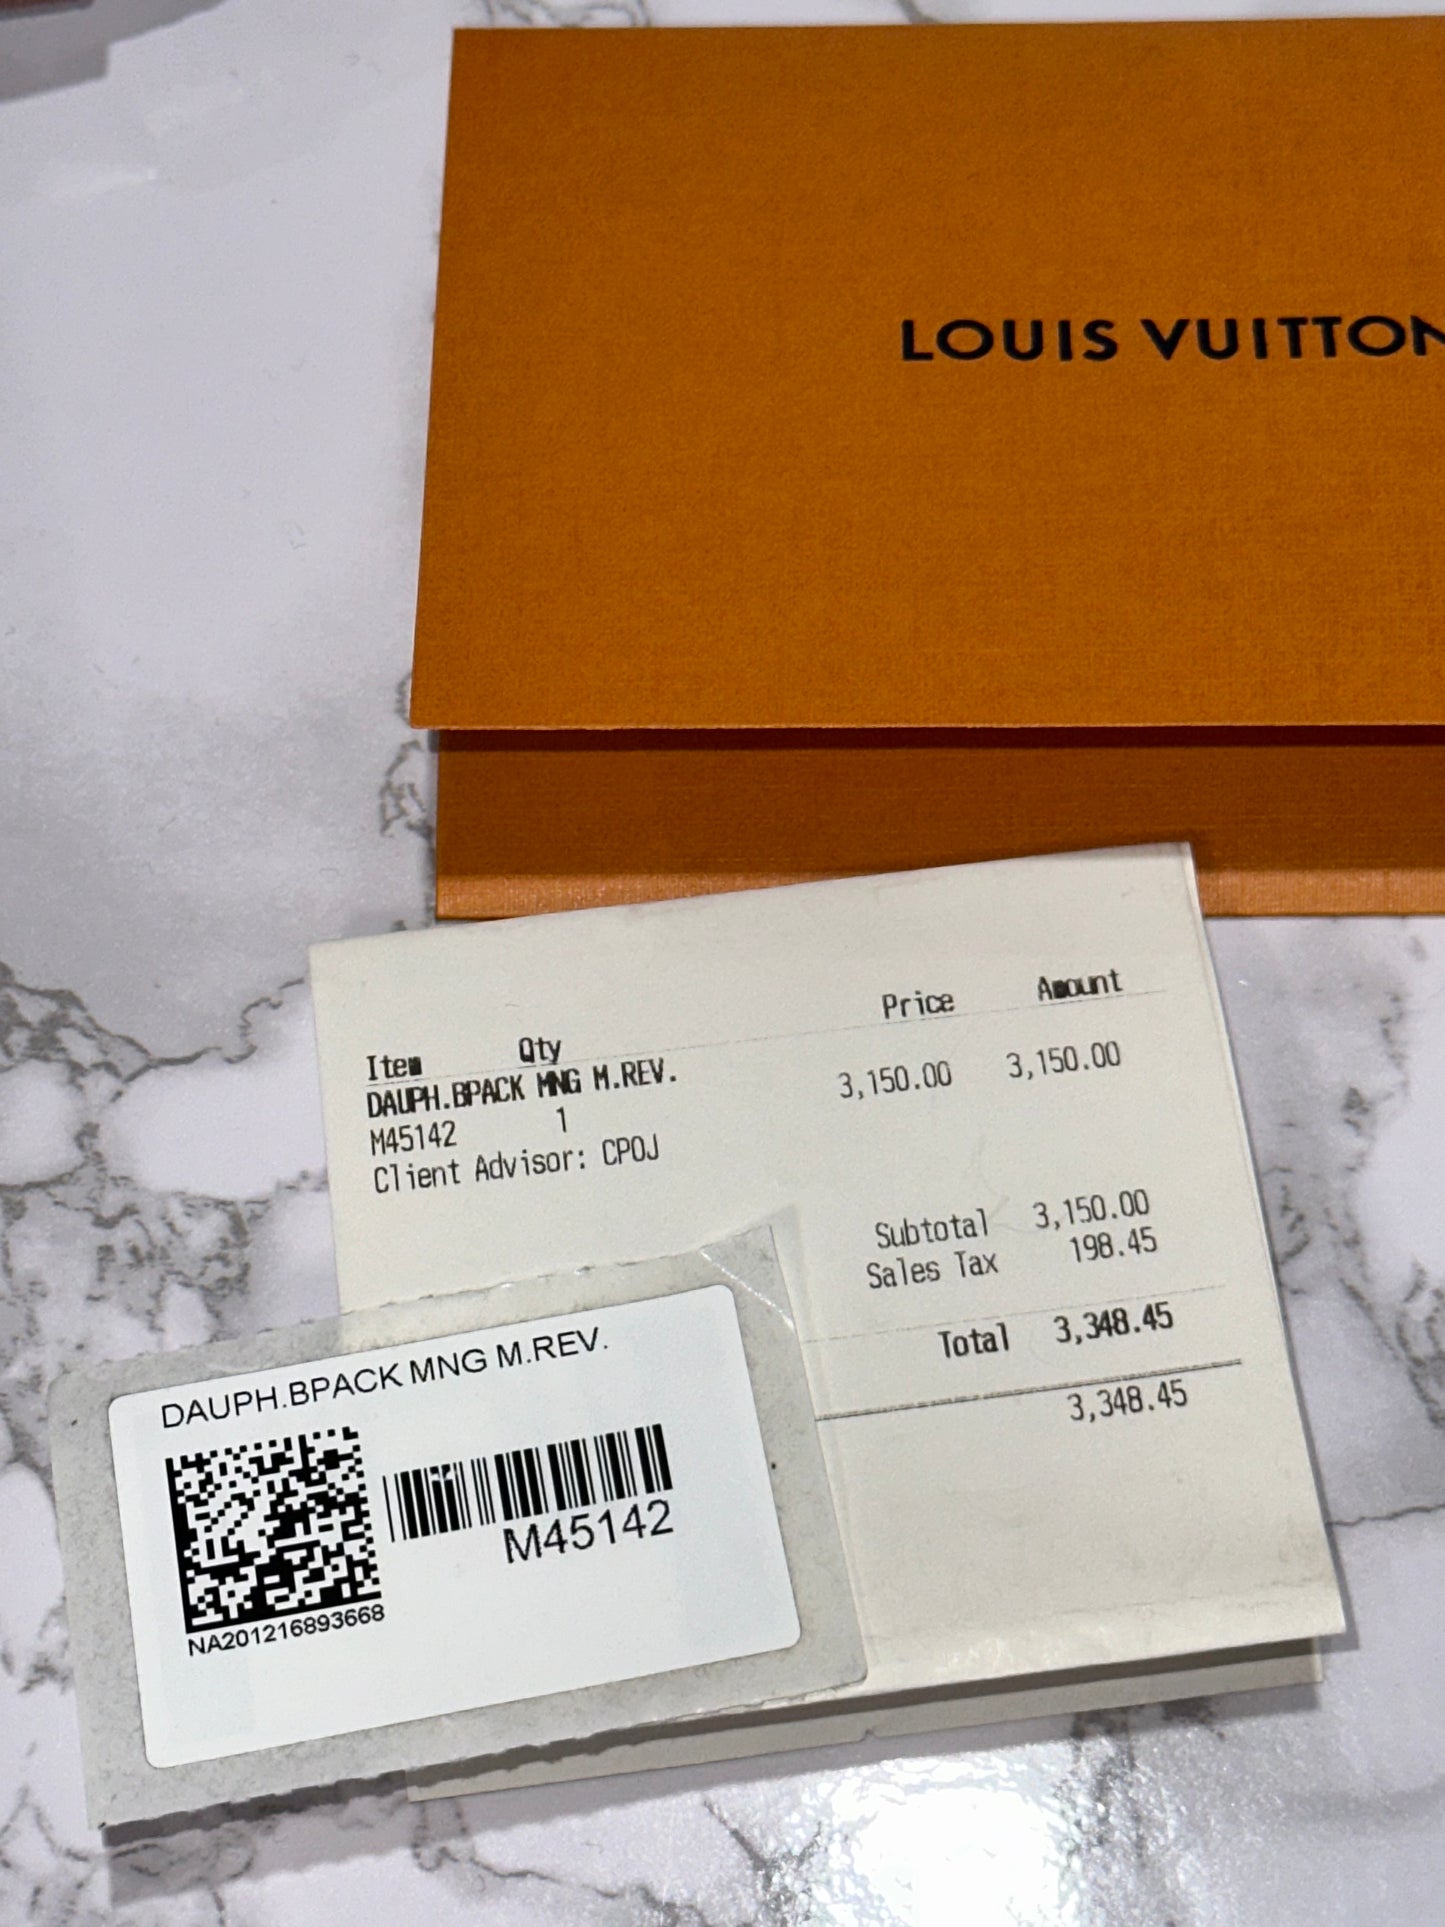 LOUIS VUITTON
Item Qty Price Amount
DAUPH.BPACK MNG M.REV. 3,150.00 3,150.00
M45142 1
Client Advisor: CPOJ
Subtotal 3,150.00
Sales Tax 198.45
Total 3,348.45
3,348.45
DAUPH.BPACK MNG M.REV.
M45142
NA201216893668